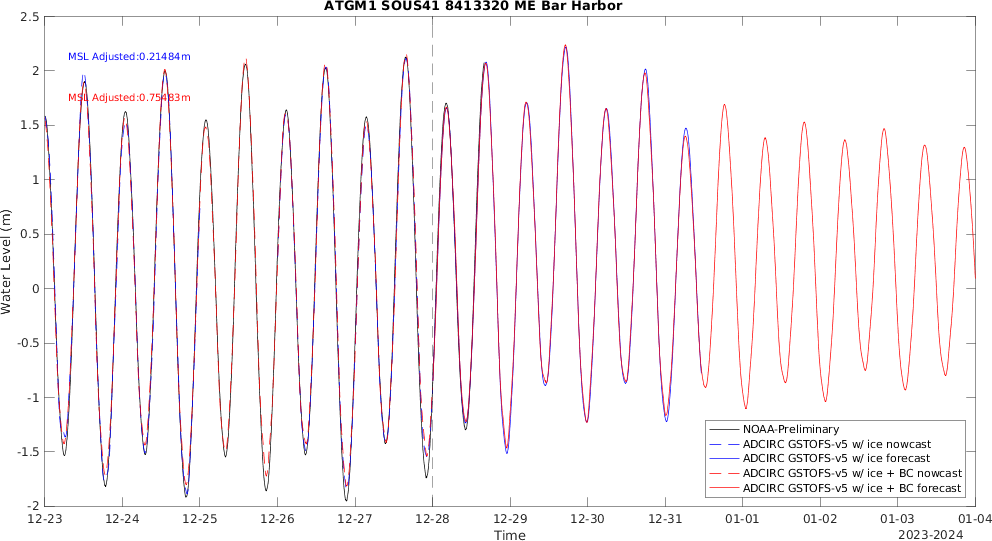 ATGM1 SOUS41 8413320 ME Bar Harbor
2.5
2
1.5
1
0.5
0
-0.5
-1
-1.5
-2
Water Level (m)
MSL Adjusted:0.21484m
MSL Adjusted:0.75483m
NOAA-Preliminary
ADCIRC GSTOFS-v5 w/ ice nowcast
ADCIRC GSTOFS-v5 w/ ice forecast
ADCIRC GSTOFS-v5 w/ ice + BC nowcast
ADCIRC GSTOFS-v5 w/ ice + BC forecast
12-23 12-24 12-25 12-26 12-27 12-28 12-29 12-30 12-31 01-01 01-02 01-03 01-04
Time
2023-2024